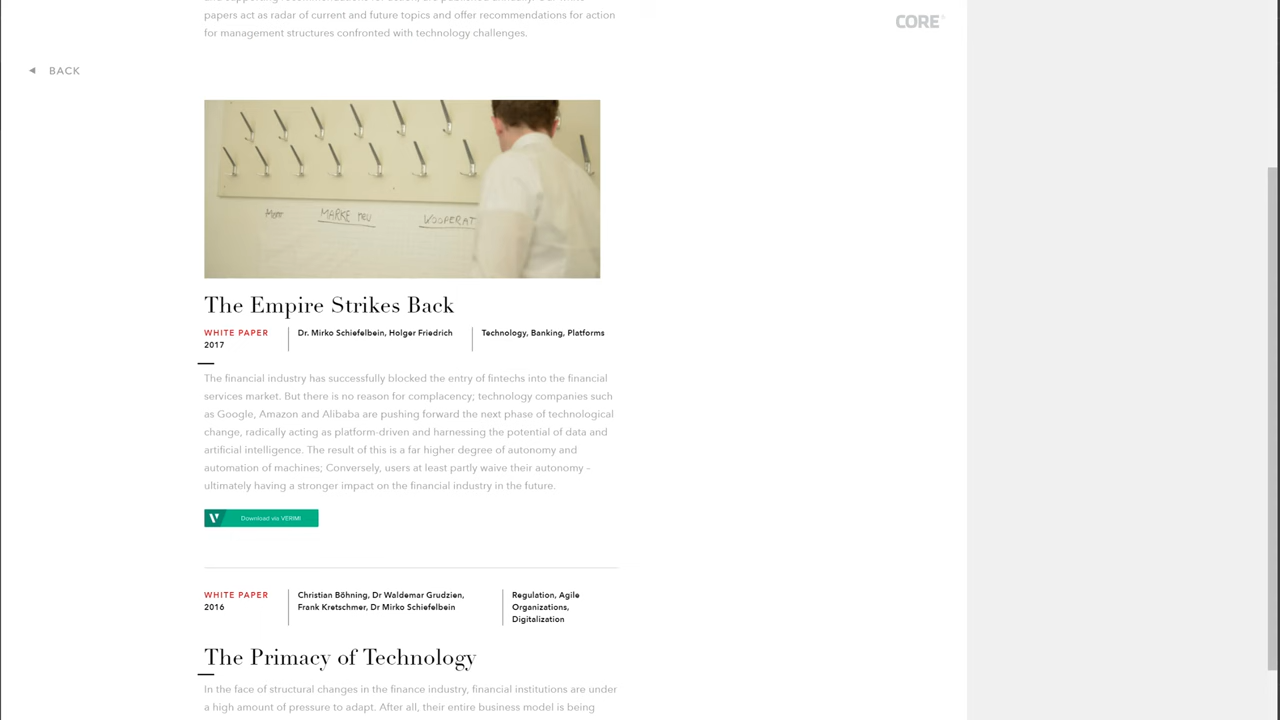 papers act as radar of current and future topics and offer recommendations for action
for management structures confronted with technology challenges.
CORE
BACK
MARKE
The Empire Strikes Back
WHITE PAPER
2017
Dr. Mirko Schiefelbein, Holger Friedrich
Technology, Banking, Platforms
The financial industry has successfully blocked the entry of fintechs into the financial
services market. But there is no reason for complacency; technology companies such
as Google, Amazon and Alibaba are pushing forward the next phase of technological
change, radically acting as platform-driven and harnessing the potential of data and
artificial intelligence. The result of this is a far higher degree of autonomy and
automation of machines; Conversely, users at least partly waive their autonomy –
ultimately having a stronger impact on the financial industry in the future.
Download via VERIMI
WHITE PAPER
2016
Christian Böhning, Dr Waldemar Grudzien,
Frank Kretschmer, Dr Mirko Schiefelbein
Regulation, Agile
Organizations,
Digitalization
The Primacy of Technology
In the face of structural changes in the finance industry, financial institutions are under
a high amount of pressure to adapt. After all, their entire business model is being